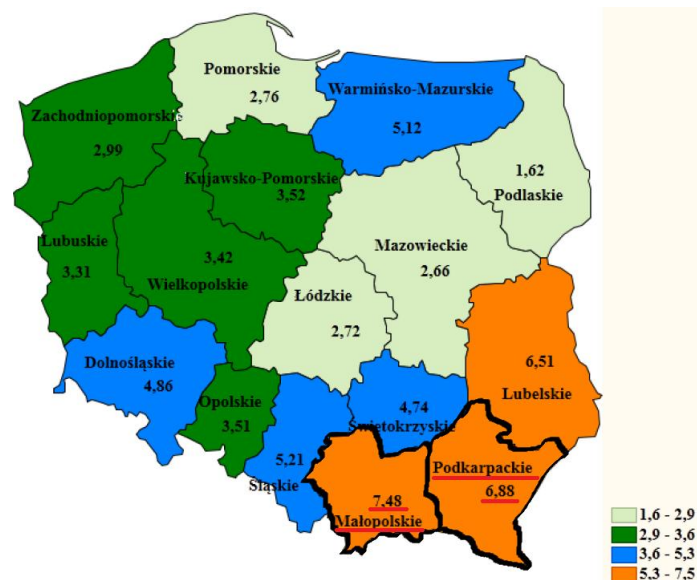 Pomorskie
2,76
Warmińsko-Mazurskie
5,12
Zachodniopomorskie
2,99
Kujawsko-Pomorskie
3,52
1,62
Podlaskie
Lubuskie
3,31
3,42
Wielkopolskie
Mazowieckie
2,66
Łódzkie
2,72
Dolnośląskie
4,86
Opolskie
3,51
6,51
Lubelskie
4,74
Świętokrzyskie
5,21
Śląskie
Podkarpackie
6,88
7,48
Małopolskie
1,6 - 2,9
2,9 - 3,6
3,6 - 5,3
5,3 - 7,5